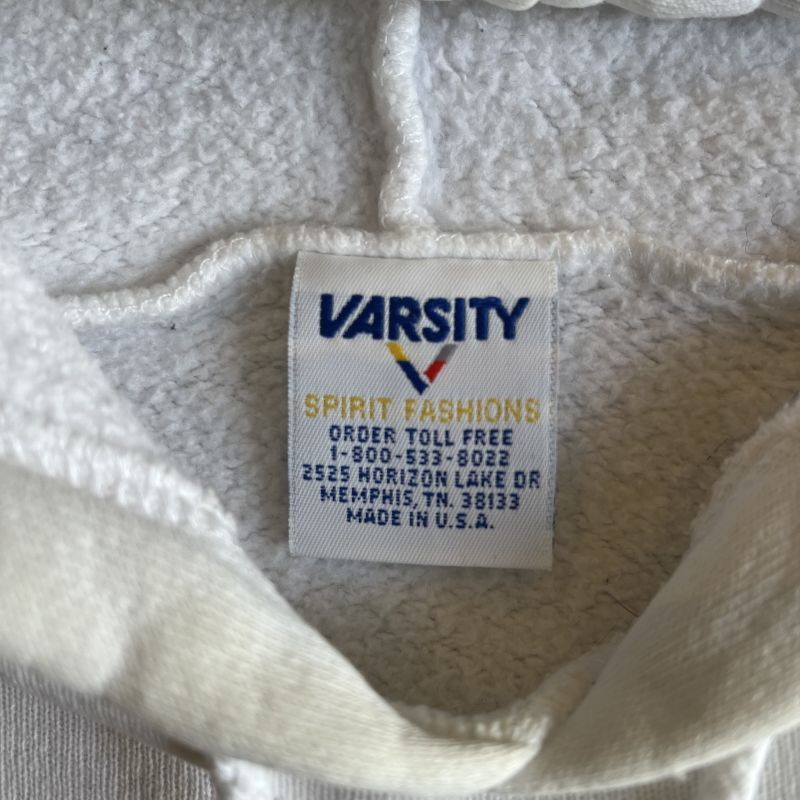 VARSITY
SPIRIT FASHIONS
ORDER TOLL FREE
1-800-533-8022
2525 HORIZON LAKE DR
MEMPHIS, TN. 38133
MADE IN U.S.A.